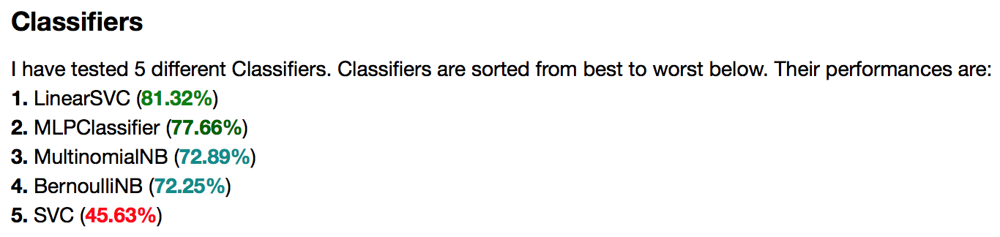 Classifiers
I have tested 5 different Classifiers. Classifiers are sorted from best to worst below. Their performances are:
1. LinearSVC (81.32%)
2. MLPClassifier (77.66%)
3. MultinomialNB (72.89%)
4. BernoulliNB (72.25%)
5. SVC (45.63%)